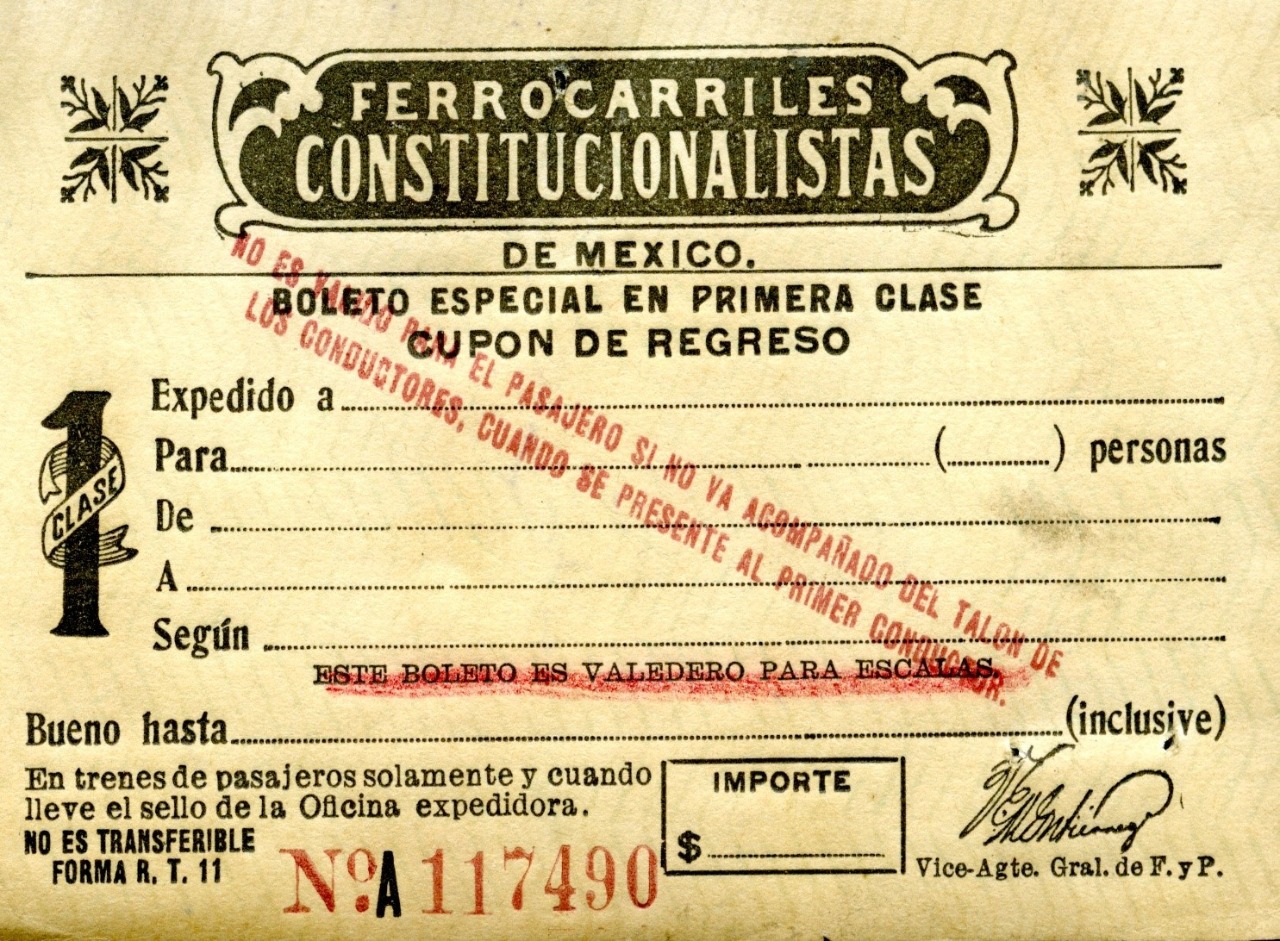 FERROCARRILES
CONSTITUCIONALISTAS
DE MEXICO.
BOLETO ESPECIAL EN PRIMERA CLASE
CUPON DE REGRESO
NO ES VALIDO PARA EL PASAJERO SI NO VA ACOMPAÑADO DEL TALON DE
LOS CONDUCTORES, CUANDO SE PRESENTE AL PRIMER CONDUCTOR.
1 CLASE
Expedido a
Para (      ) personas
De
A
Según
ESTE BOLETO ES VALEDERO PARA ESCALAS.
Bueno hasta (inclusive)
En trenes de pasajeros solamente y cuando
lleve el sello de la Oficina expedidora.
NO ES TRANSFERIBLE
FORMA R. T. 11
No. A 117490
IMPORTE
$
Vice-Agte. Gral. de F. y P.